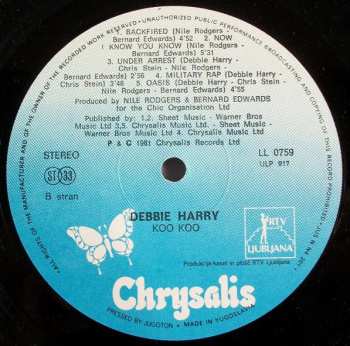 ALL RIGHTS OF THE MANUFACTURER AND OF THE OWNER OF THE RECORDED WORK RESERVED • UNAUTHORIZED PUBLIC PERFORMANCE BROADCASTING AND COPYING OF THIS RECORD PROHIBITED
1. BACKFIRED (Nile Rodgers -
Bernard Edwards) 4'52 2. NOW
I KNOW YOU KNOW (Nile Rodgers -
Bernard Edwards) 5'31
3. UNDER ARREST (Debbie Harry -
Chris Stein - Nile Rodgers -
Bernard Edwards) 2'56 4. MILITARY RAP (Debbie Harry -
Chris Stein) 3'46 5. OASIS (Debbie Harry - Chris Stein -
Nile Rodgers - Bernard Edwards) 4'55
Produced by NILE RODGERS & BERNARD EDWARDS
for the Chic Organisation Ltd
Published by: 1,2. Sheet Music - Warner Bros
Music Ltd 3,5. Chrysalis Music Ltd. - Sheet Music -
Warner Bros Music Ltd 4. Chrysalis Music Ltd
P & C 1981 Chrysalis Records Ltd
STEREO
LL 0759
ULP 917
ST 33
B stran
DEBBIE HARRY
KOO KOO
RTV
LJUBLJANA
Produkcija kaset in plošč RTV Ljubljana
Chrysalis
PRESSED BY JUGOTON • MADE IN YUGOSLAVIA